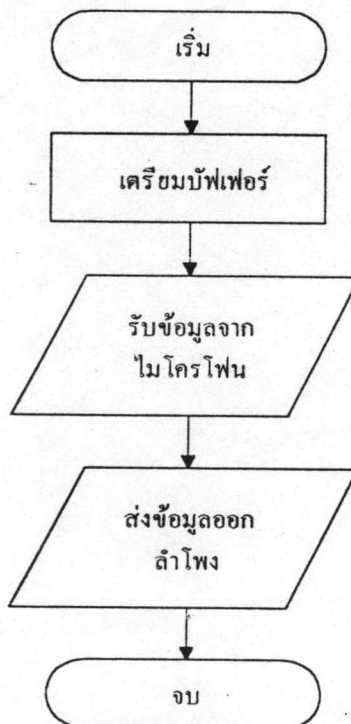 เริ่ม
เตรียมบัฟเฟอร์
รับข้อมูลจาก
ไมโครโฟน
ส่งข้อมูลออก
ลำโพง
จบ